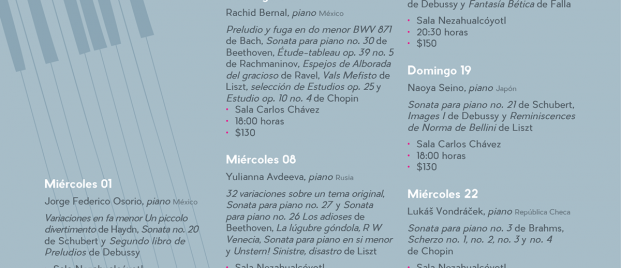 Miércoles 01
Jorge Federico Osorio, piano México
Variaciones en fa menor Un piccolo
divertimento de Haydn, Sonata no. 20
de Schubert y Segundo libro de
Preludios de Debussy
Rachid Bernal, piano México
Preludio y fuga en do menor BWV 871
de Bach, Sonata para piano no. 30 de
Beethoven, Étude-tableau op. 39 no. 5
de Rachmaninov, Espejos de Alborada
del gracioso de Ravel, Vals Mefisto de
Liszt, selección de Estudios op. 25 y
Estudio op. 10 no. 4 de Chopin
• Sala Carlos Chávez
• 18:00 horas
• $130
Miércoles 08
Yulianna Avdeeva, piano Rusia
32 variaciones sobre un tema original,
Sonata para piano no. 27 y Sonata
para piano no. 26 Los adioses de
Beethoven, La lúgubre góndola, R W
Venecia, Sonata para piano en si menor
y Unstern! Sinistre, disastro de Liszt
de Debussy y Fantasía Bética de Falla
• Sala Nezahualcóyotl
• 20:30 horas
• $150
Domingo 19
Naoya Seino, piano Japón
Sonata para piano no. 21 de Schubert,
Images I de Debussy y Reminiscences
de Norma de Bellini de Liszt
• Sala Carlos Chávez
• 18:00 horas
• $130
Miércoles 22
Lukáš Vondráček, piano República Checa
Sonata para piano no. 3 de Brahms,
Scherzo no. 1, no. 2, no. 3 y no. 4
de Chopin